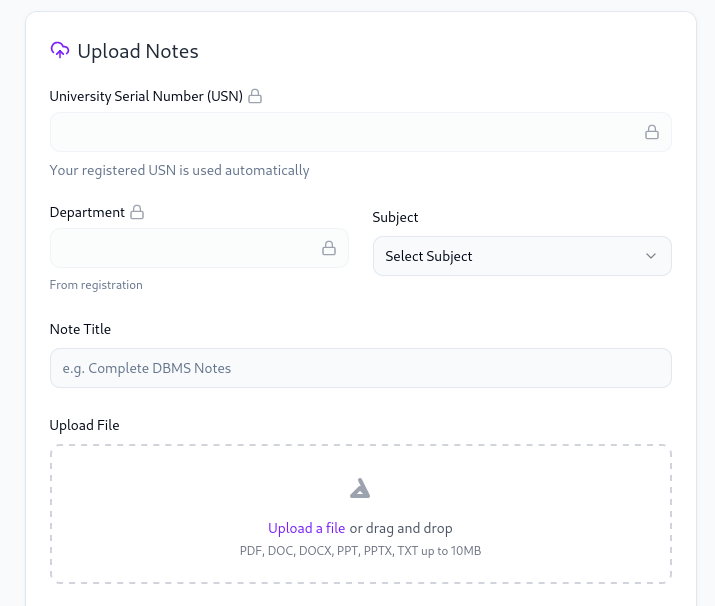 Upload Notes
University Serial Number (USN)
Your registered USN is used automatically
Department
Subject
Select Subject
From registration
Note Title
e.g. Complete DBMS Notes
Upload File
Upload a file or drag and drop
PDF, DOC, DOCX, PPT, PPTX, TXT up to 10MB